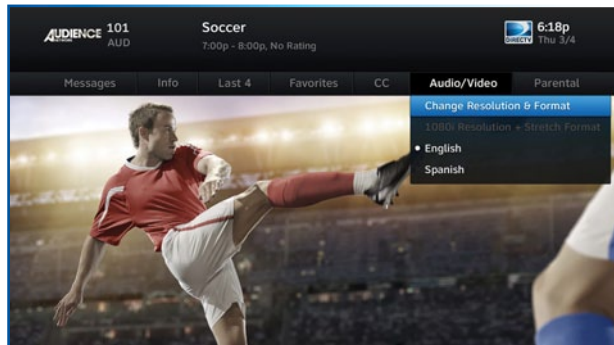 AUDIENCE NETWORK 101 AUD
Soccer
7:00p - 8:00p, No Rating
DIRECTV
6:18p
Thu 3/4
Messages Info Last 4 Favorites CC Audio/Video Parental
Change Resolution & Format
1080i Resolution + Stretch Format
English
Spanish